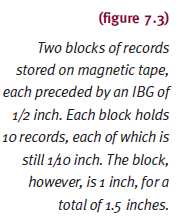 (figure 7.3)
Two blocks of records
stored on magnetic tape,
each preceded by an IBG of
1/2 inch. Each block holds
10 records, each of which is
still 1/10 inch. The block,
however, is 1 inch, for a
total of 1.5 inches.